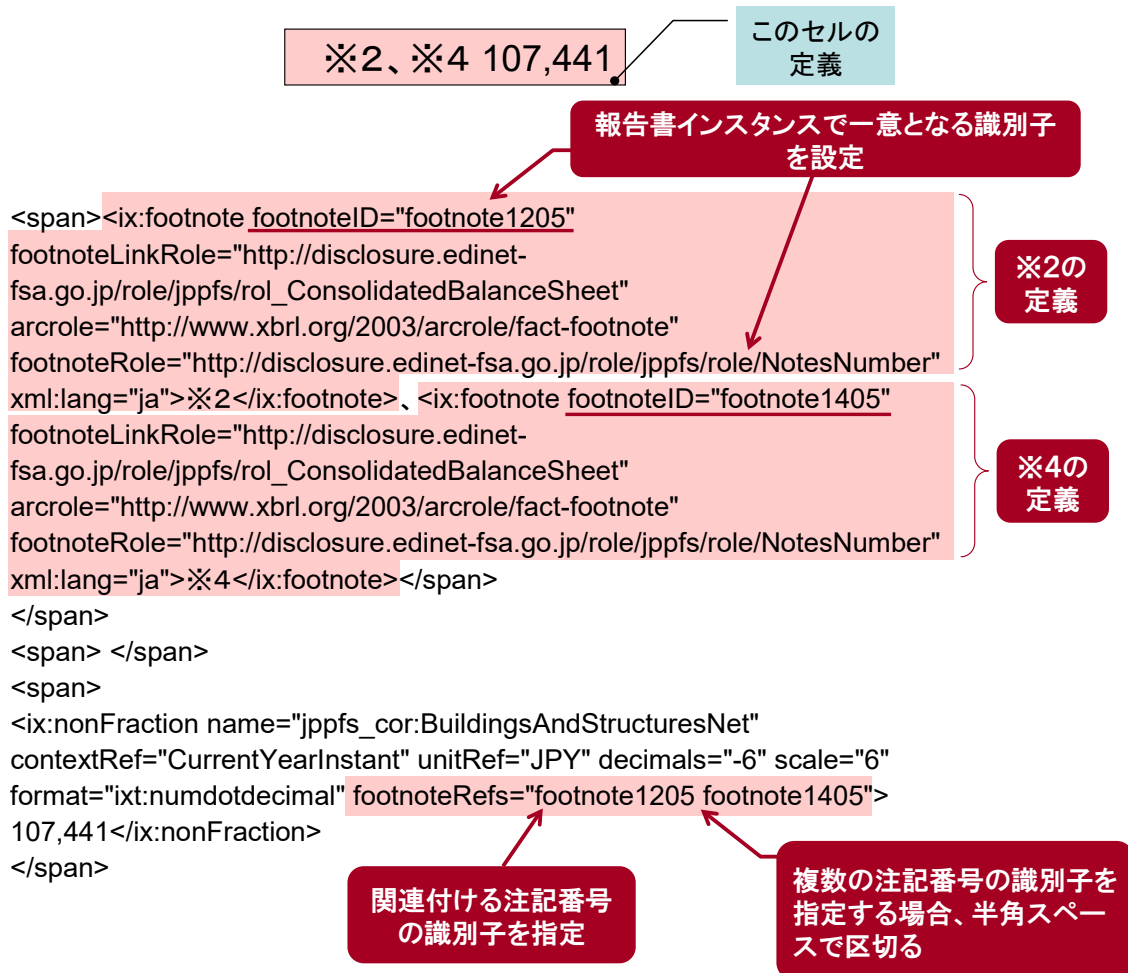 ※2、※4 107,441
このセルの
定義
報告書インスタンスで一意となる識別子
を設定
<span><ix:footnote footnoteID="footnote1205"
footnoteLinkRole="http://disclosure.edinet-
fsa.go.jp/role/jppfs/rol_ConsolidatedBalanceSheet"
arcrole="http://www.xbrl.org/2003/arcrole/fact-footnote"
footnoteRole="http://disclosure.edinet-fsa.go.jp/role/jppfs/role/NotesNumber"
xml:lang="ja">※2</ix:footnote>、<ix:footnote footnoteID="footnote1405"
footnoteLinkRole="http://disclosure.edinet-
fsa.go.jp/role/jppfs/rol_ConsolidatedBalanceSheet"
arcrole="http://www.xbrl.org/2003/arcrole/fact-footnote"
footnoteRole="http://disclosure.edinet-fsa.go.jp/role/jppfs/role/NotesNumber"
xml:lang="ja">※4</ix:footnote></span>
</span>
<span> </span>
<span>
<ix:nonFraction name="jppfs_cor:BuildingsAndStructuresNet"
contextRef="CurrentYearInstant" unitRef="JPY" decimals="-6" scale="6"
format="ixt:numdotdecimal" footnoteRefs="footnote1205 footnote1405">
107,441</ix:nonFraction>
</span>
※2の
定義
※4の
定義
関連付ける注記番号
の識別子を指定
複数の注記番号の識別子を
指定する場合、半角スペー
スで区切る